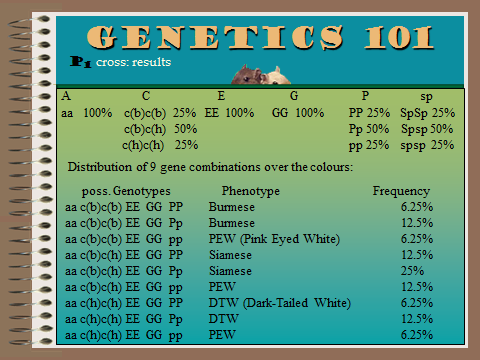 GENETICS 101
P1 cross: results
A C E G P sp
aa 100% c(b)c(b) 25% EE 100% GG 100% PP 25% SpSp 25%
c(b)c(h) 50% Pp 50% Spsp 50%
c(h)c(h) 25% pp 25% spsp 25%
Distribution of 9 gene combinations over the colours:
poss. Genotypes Phenotype Frequency
aa c(b)c(b) EE GG PP Burmese 6.25%
aa c(b)c(b) EE GG Pp Burmese 12.5%
aa c(b)c(b) EE GG pp PEW (Pink Eyed White) 6.25%
aa c(b)c(h) EE GG PP Siamese 12.5%
aa c(b)c(h) EE GG Pp Siamese 25%
aa c(b)c(h) EE GG pp PEW 12.5%
aa c(h)c(h) EE GG PP DTW (Dark-Tailed White) 6.25%
aa c(h)c(h) EE GG Pp DTW 12.5%
aa c(h)c(h) EE GG pp PEW 6.25%